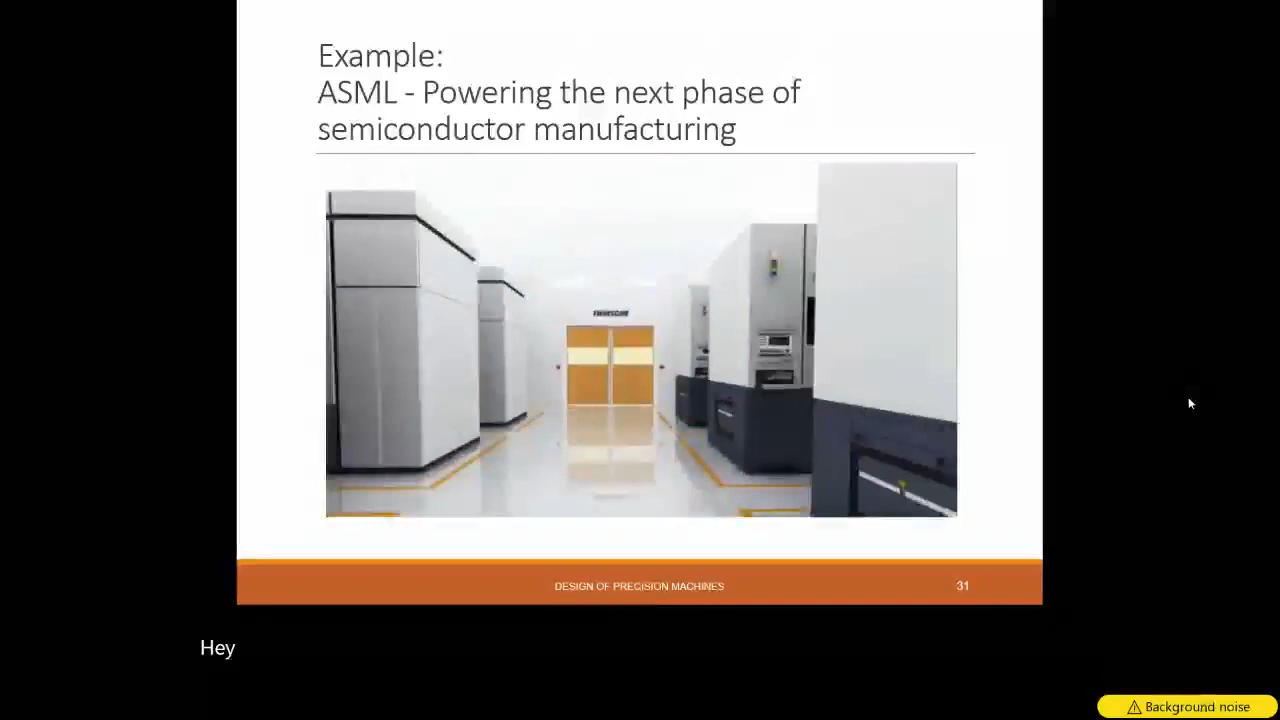 Example:
ASML - Powering the next phase of
semiconductor manufacturing
DESIGN OF PRECISION MACHINES
31
Hey
Background noise